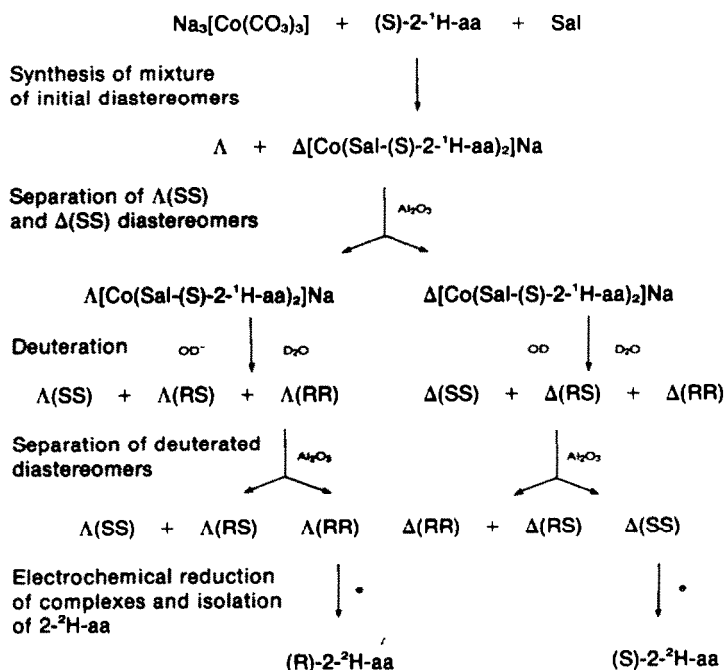 Na₃[Co(CO₃)₃] + (S)-2-¹H-aa + Sal
Synthesis of mixture
of initial diastereomers
Λ + Δ[Co(Sal-(S)-2-¹H-aa)₂]Na
Separation of Λ(SS)
and Δ(SS) diastereomers
Al₂O₃
Λ[Co(Sal-(S)-2-¹H-aa)₂]Na Δ[Co(Sal-(S)-2-¹H-aa)₂]Na
Deuteration OD⁻ D₂O OD D₂O
Λ(SS) + Λ(RS) + Λ(RR) Δ(SS) + Δ(RS) + Δ(RR)
Separation of deuterated
diastereomers
Al₂O₃ Al₂O₃
Λ(SS) + Λ(RS) Λ(RR) Δ(RR) + Δ(RS) Δ(SS)
Electrochemical reduction
of complexes and isolation
of 2-²H-aa
e e
(R)-2-²H-aa (S)-2-²H-aa